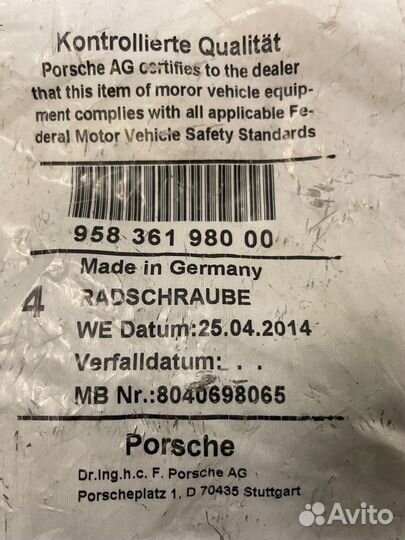 Kontrollierte Qualität
Porsche AG certifies to the dealer
that this item of moror vehicle equip-
ment complies with all applicable Fe-
deral Motor Vehicle Safety Standards
958 361 980 00
Made in Germany
4 RADSCHRAUBE
WE Datum:25.04.2014
Verfalldatum: . .
MB Nr.:8040698065
Porsche
Dr.Ing.h.c. F. Porsche AG
Porscheplatz 1, D 70435 Stuttgart
Avito